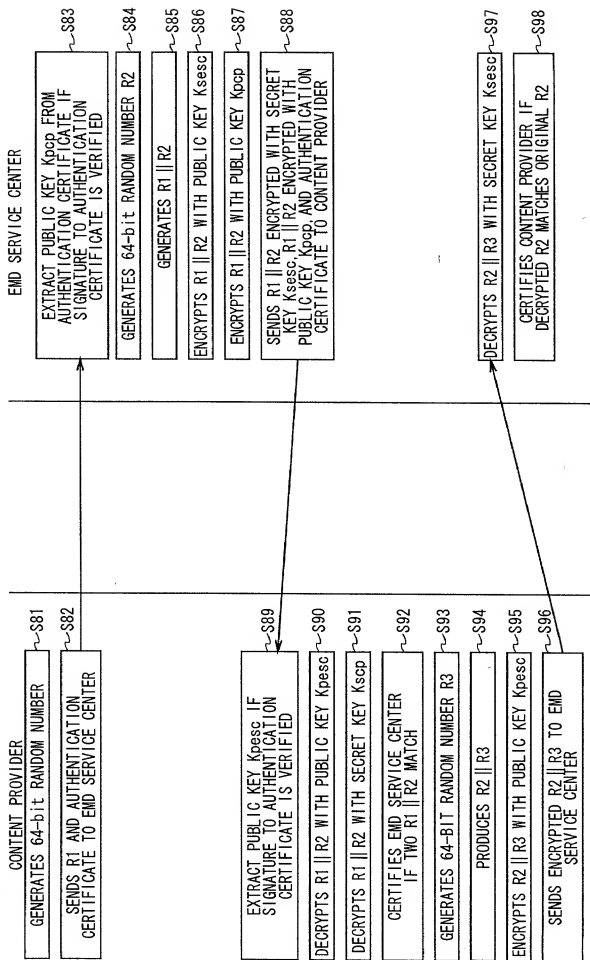 CONTENT PROVIDER
GENERATES 64-bit RANDOM NUMBER
S81
SENDS R1 AND AUTHENTICATION
CERTIFICATE TO EMD SERVICE CENTER
S82
EMD SERVICE CENTER
EXTRACT PUBLIC KEY Kpcp FROM
AUTHENTICATION CERTIFICATE IF
SIGNATURE TO AUTHENTICATION
CERTIFICATE IS VERIFIED
S83
GENERATES 64-bit RANDOM NUMBER R2
S84
GENERATES R1 || R2
S85
ENCRYPTS R1 || R2 WITH PUBLIC KEY Ksesc
S86
ENCRYPTS R1 || R2 WITH PUBLIC KEY Kpcp
S87
SENDS R1 || R2 ENCRYPTED WITH SECRET
KEY Ksesc, R1 || R2 ENCRYPTED WITH
PUBLIC KEY Kpcp, AND AUTHENTICATION
CERTIFICATE TO CONTENT PROVIDER
S88
EXTRACT PUBLIC KEY Kpesc IF
SIGNATURE TO AUTHENTICATION
CERTIFICATE IS VERIFIED
S89
DECRYPTS R1 || R2 WITH PUBLIC KEY Kpesc
S90
DECRYPTS R1 || R2 WITH SECRET KEY Kscp
S91
CERTIFIES EMD SERVICE CENTER
IF TWO R1 || R2 MATCH
S92
GENERATES 64-BIT RANDOM NUMBER R3
S93
PRODUCES R2 || R3
S94
ENCRYPTS R2 || R3 WITH PUBLIC KEY Kpesc
S95
SENDS ENCRYPTED R2 || R3 TO EMD
SERVICE CENTER
S96
DECRYPTS R2 || R3 WITH SECRET KEY Ksesc
S97
CERTIFIES CONTENT PROVIDER IF
DECRYPTED R2 MATCHES ORIGINAL R2
S98